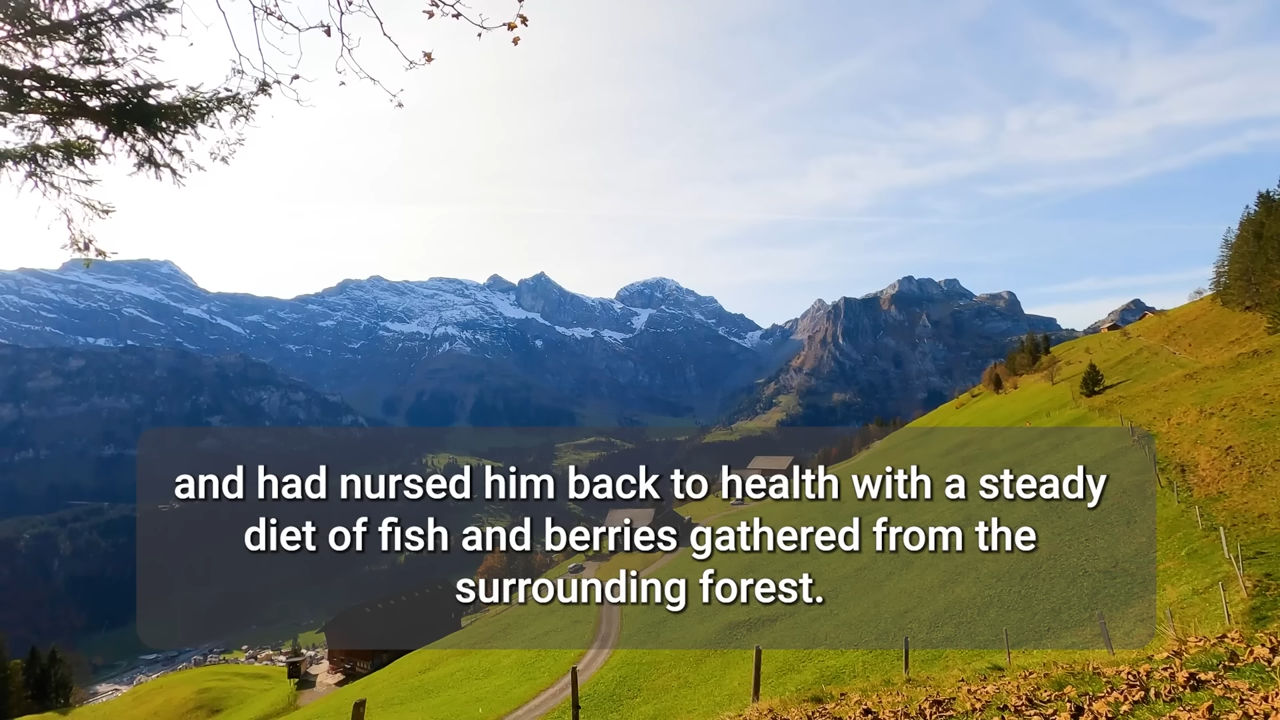 and had nursed him back to health with a steady
diet of fish and berries gathered from the
surrounding forest.